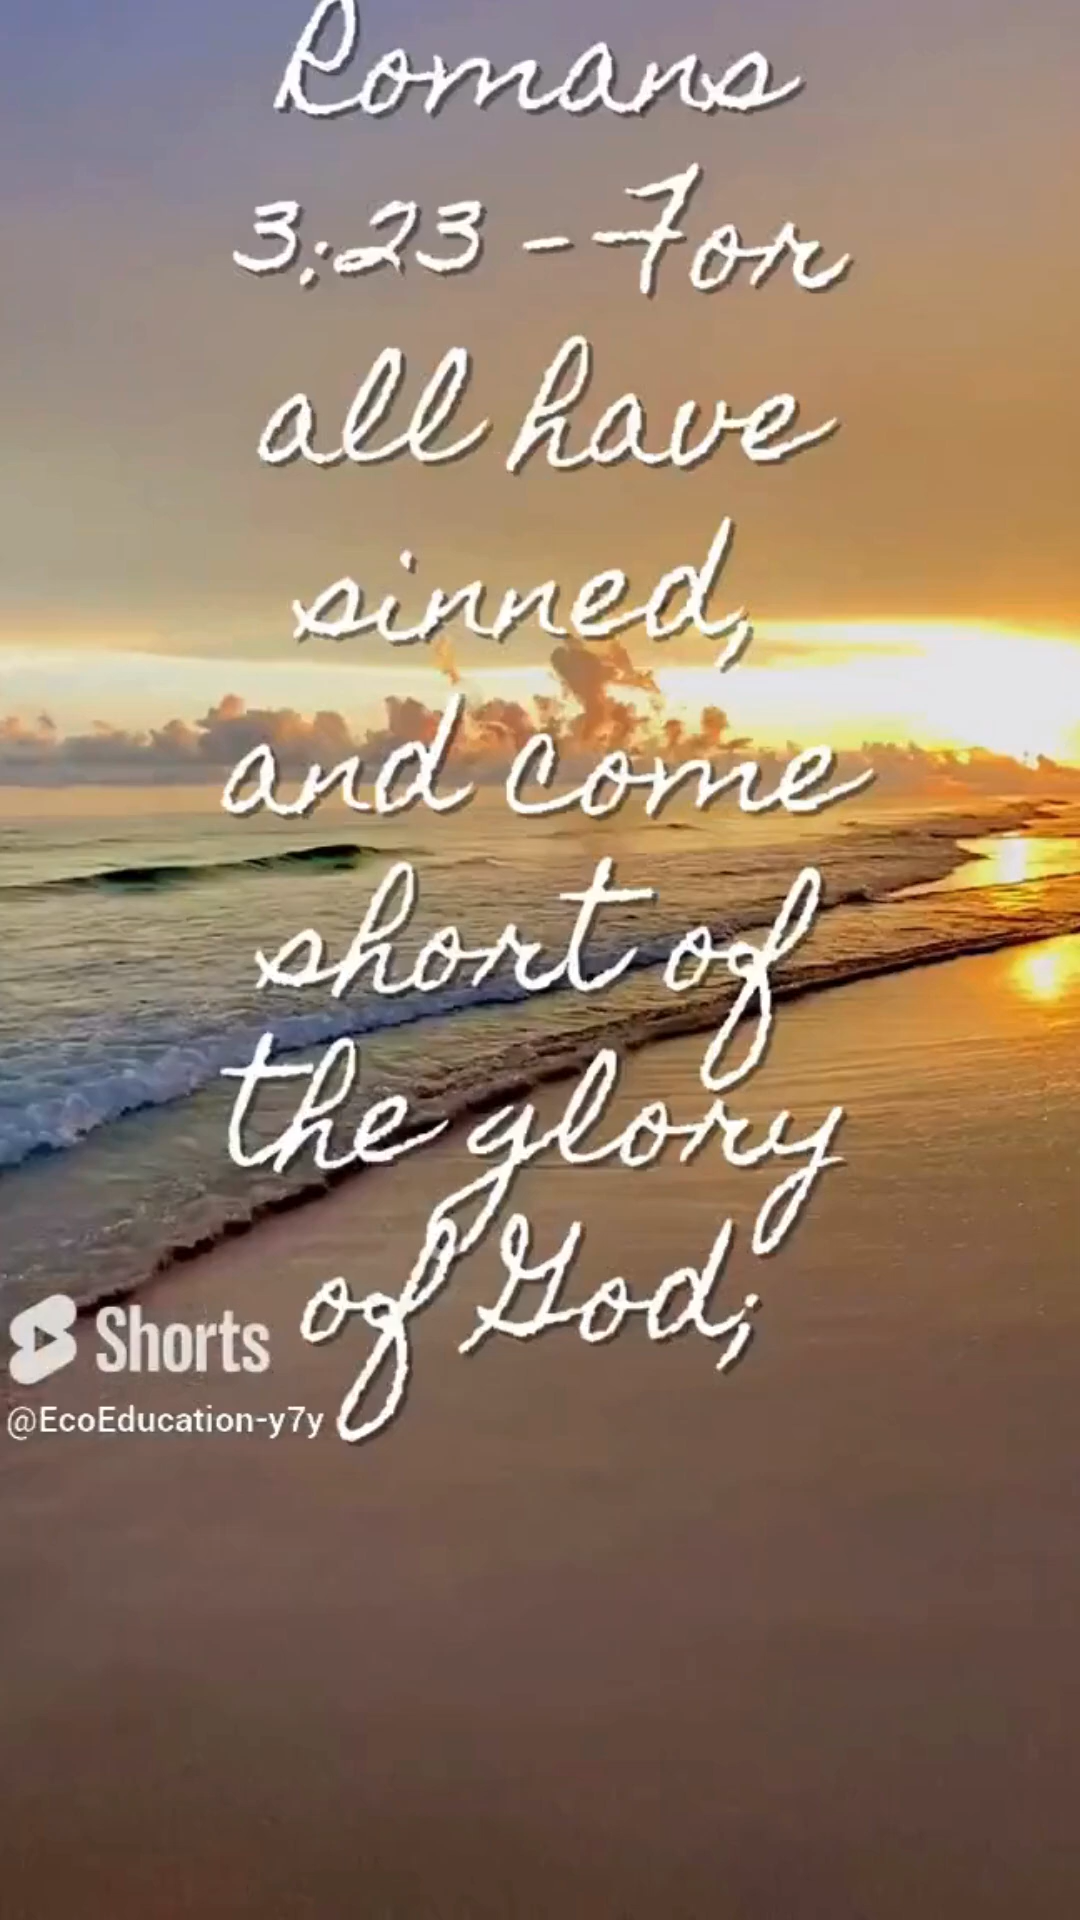 Romans
3:23 - For
all have
sinned,
and come
short of
the glory
of God;
Shorts
@EcoEducation-y7y